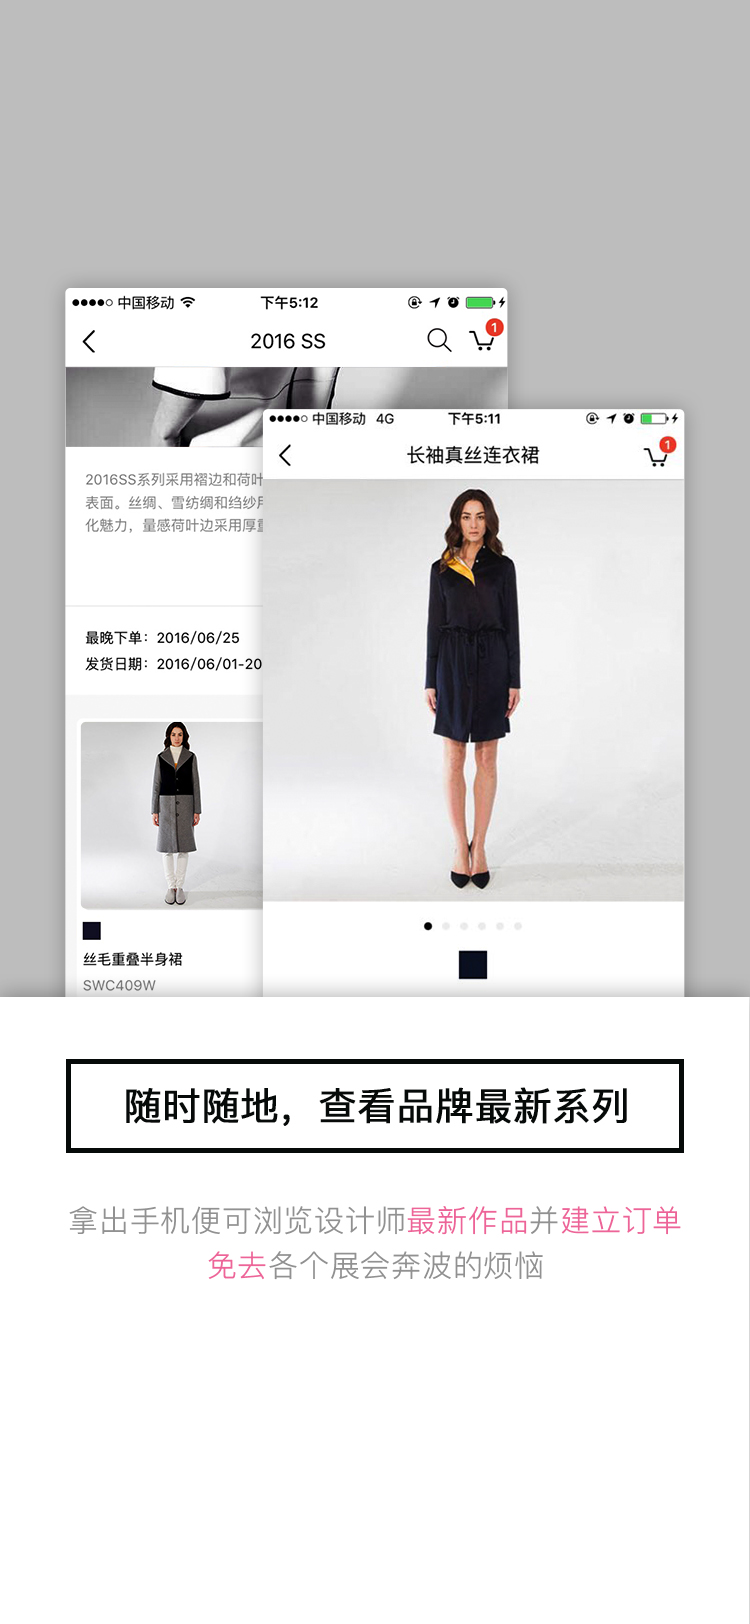 中国移动
下午5:12
2016 SS
1
2016SS系列采用褶边和荷叶
表面。丝绸、雪纺绸和绉纱
化魅力，量感荷叶边采用厚
最晚下单：2016/06/25
发货日期：2016/06/01-20
丝毛重叠半身裙
SWC409W
中国移动 4G
下午5:11
长袖真丝连衣裙
1
随时随地，查看品牌最新系列
拿出手机便可浏览设计师最新作品并建立订单
免去各个展会奔波的烦恼